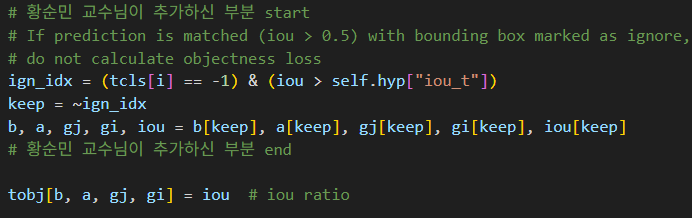 # 황순민 교수님이 추가하신 부분 start
# If prediction is matched (iou > 0.5) with bounding box marked as ignore,
# do not calculate objectness loss
ign_idx = (tcls[i] == -1) & (iou > self.hyp["iou_t"])
keep = ~ign_idx
b, a, gj, gi, iou = b[keep], a[keep], gj[keep], gi[keep], iou[keep]
# 황순민 교수님이 추가하신 부분 end
tobj[b, a, gj, gi] = iou  # iou ratio